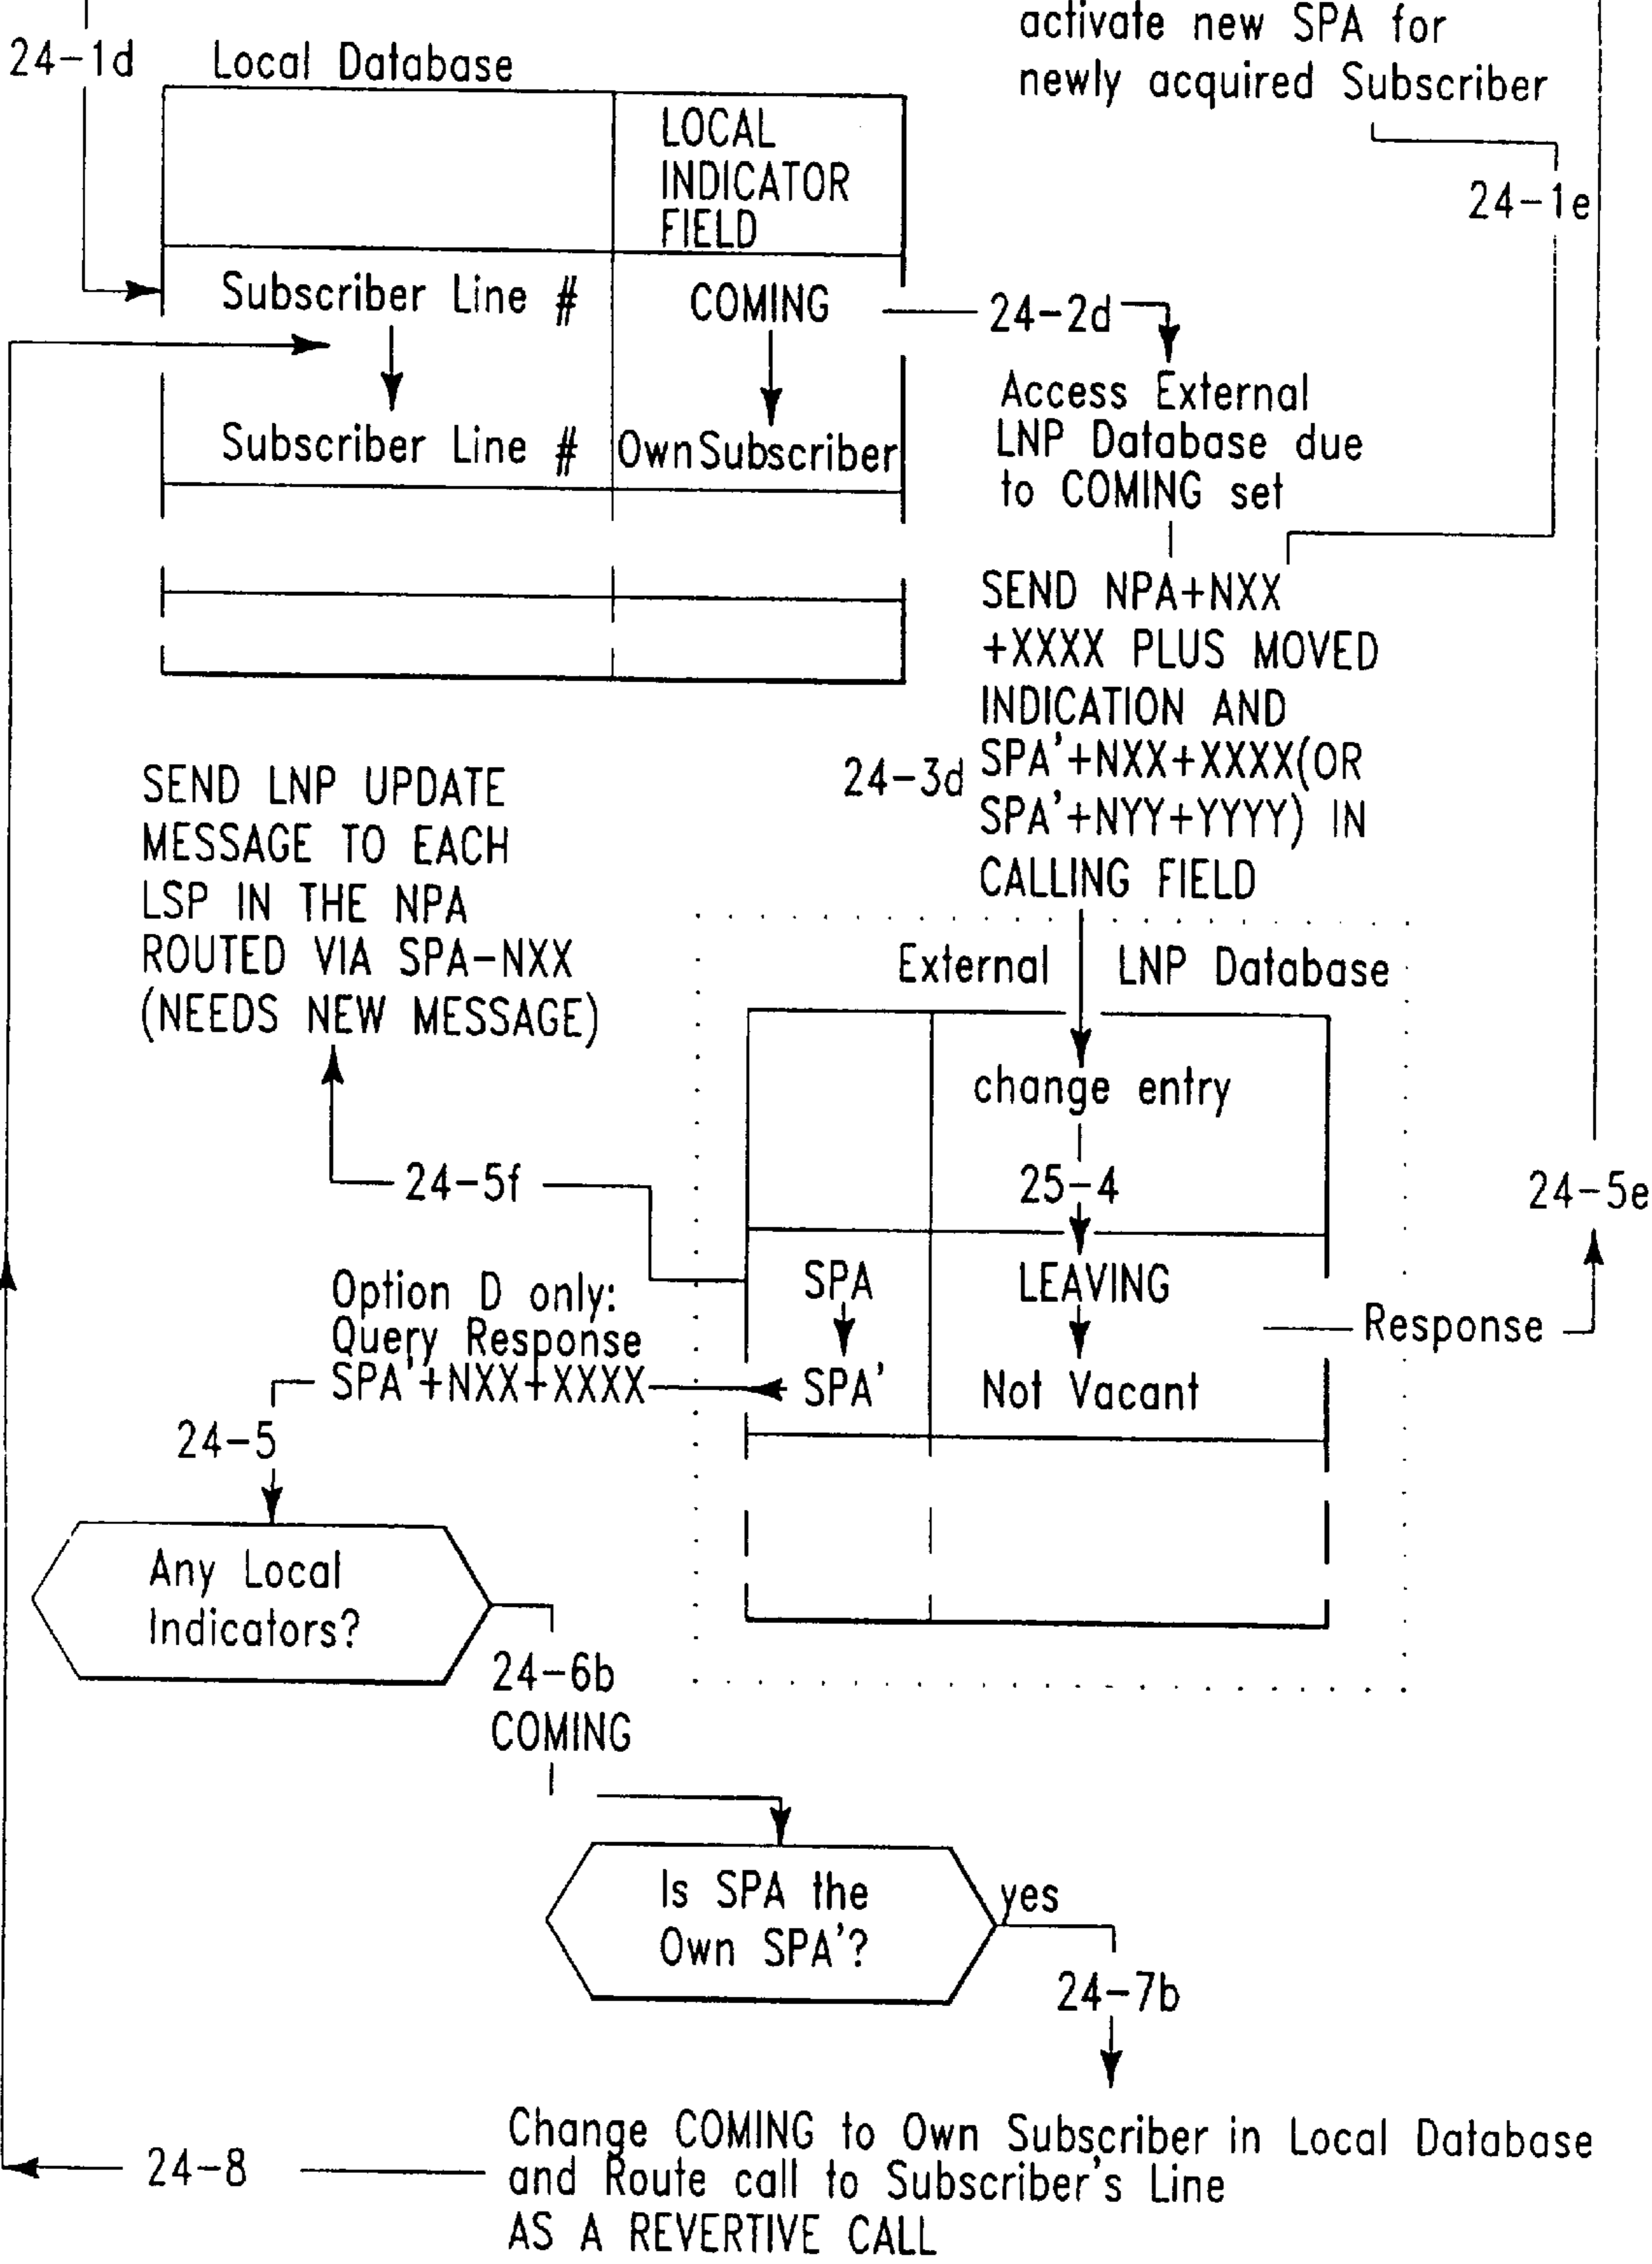 activate new SPA for
newly acquired Subscriber
24-1d
Local Database
24-1e
LOCAL
INDICATOR
FIELD
Subscriber Line #
COMING
24-2d
Subscriber Line #
Own Subscriber
Access External
LNP Database due
to COMING set
SEND NPA+NXX
+XXXX PLUS MOVED
INDICATION AND
SPA'+NXX+XXXX(OR
SPA'+NYY+YYYY) IN
CALLING FIELD
24-3d
SEND LNP UPDATE
MESSAGE TO EACH
LSP IN THE NPA
ROUTED VIA SPA-NXX
(NEEDS NEW MESSAGE)
External LNP Database
change entry
25-4
24-5f
24-5e
SPA
LEAVING
Response
SPA'
Not Vacant
Option D only:
Query Response
SPA'+NXX+XXXX
24-5
Any Local
Indicators?
24-6b
COMING
Is SPA the
Own SPA'?
yes
24-7b
Change COMING to Own Subscriber in Local Database
and Route call to Subscriber's Line
AS A REVERTIVE CALL
24-8